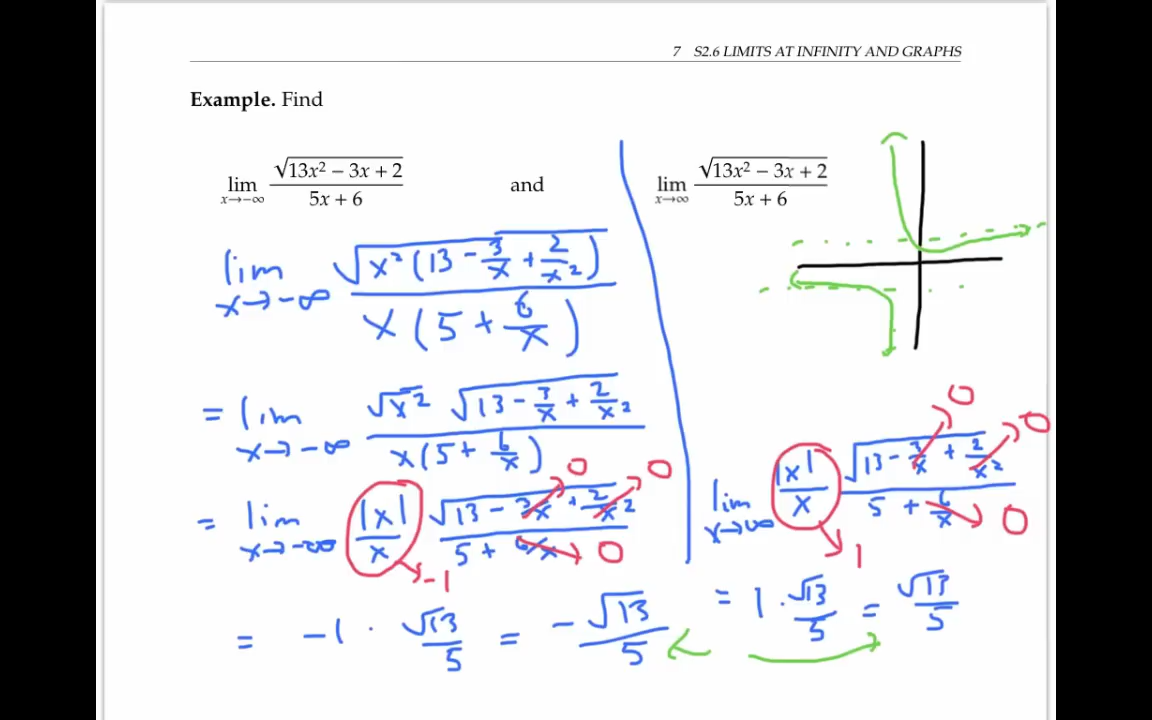 7 S2.6 LIMITS AT INFINITY AND GRAPHS
Example. Find
lim x→−∞ √(13x² − 3x + 2) / (5x + 6) and lim x→∞ √(13x² − 3x + 2) / (5x + 6)
lim x→−∞ √(x²(13 − 3/x + 2/x²)) / x(5 + 6/x)
= lim x→−∞ √x² √(13 − 3/x + 2/x²) / x(5 + 6/x)
= lim x→−∞ |x|/x √(13 − 3/x + 2/x²) / 5 + 6/x → 0 0 0 −1
= −1 · √13/5 = −√13/5
lim x→∞ |x|/x √(13 − 3/x + 2/x²) / 5 + 6/x → 0 0 0 1
= 1 · √13/5 = √13/5